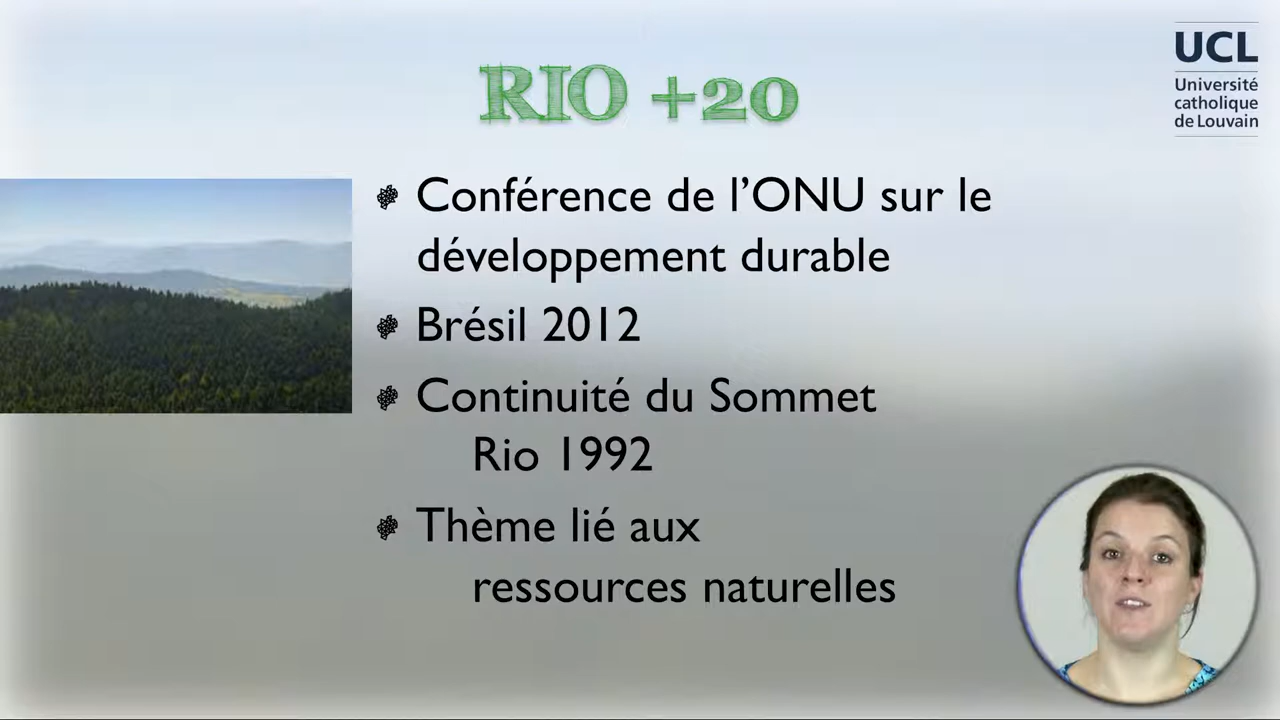 RIO +20
UCL
Université
catholique
de Louvain
Conférence de l’ONU sur le
développement durable
Brésil 2012
Continuité du Sommet
Rio 1992
Thème lié aux
ressources naturelles